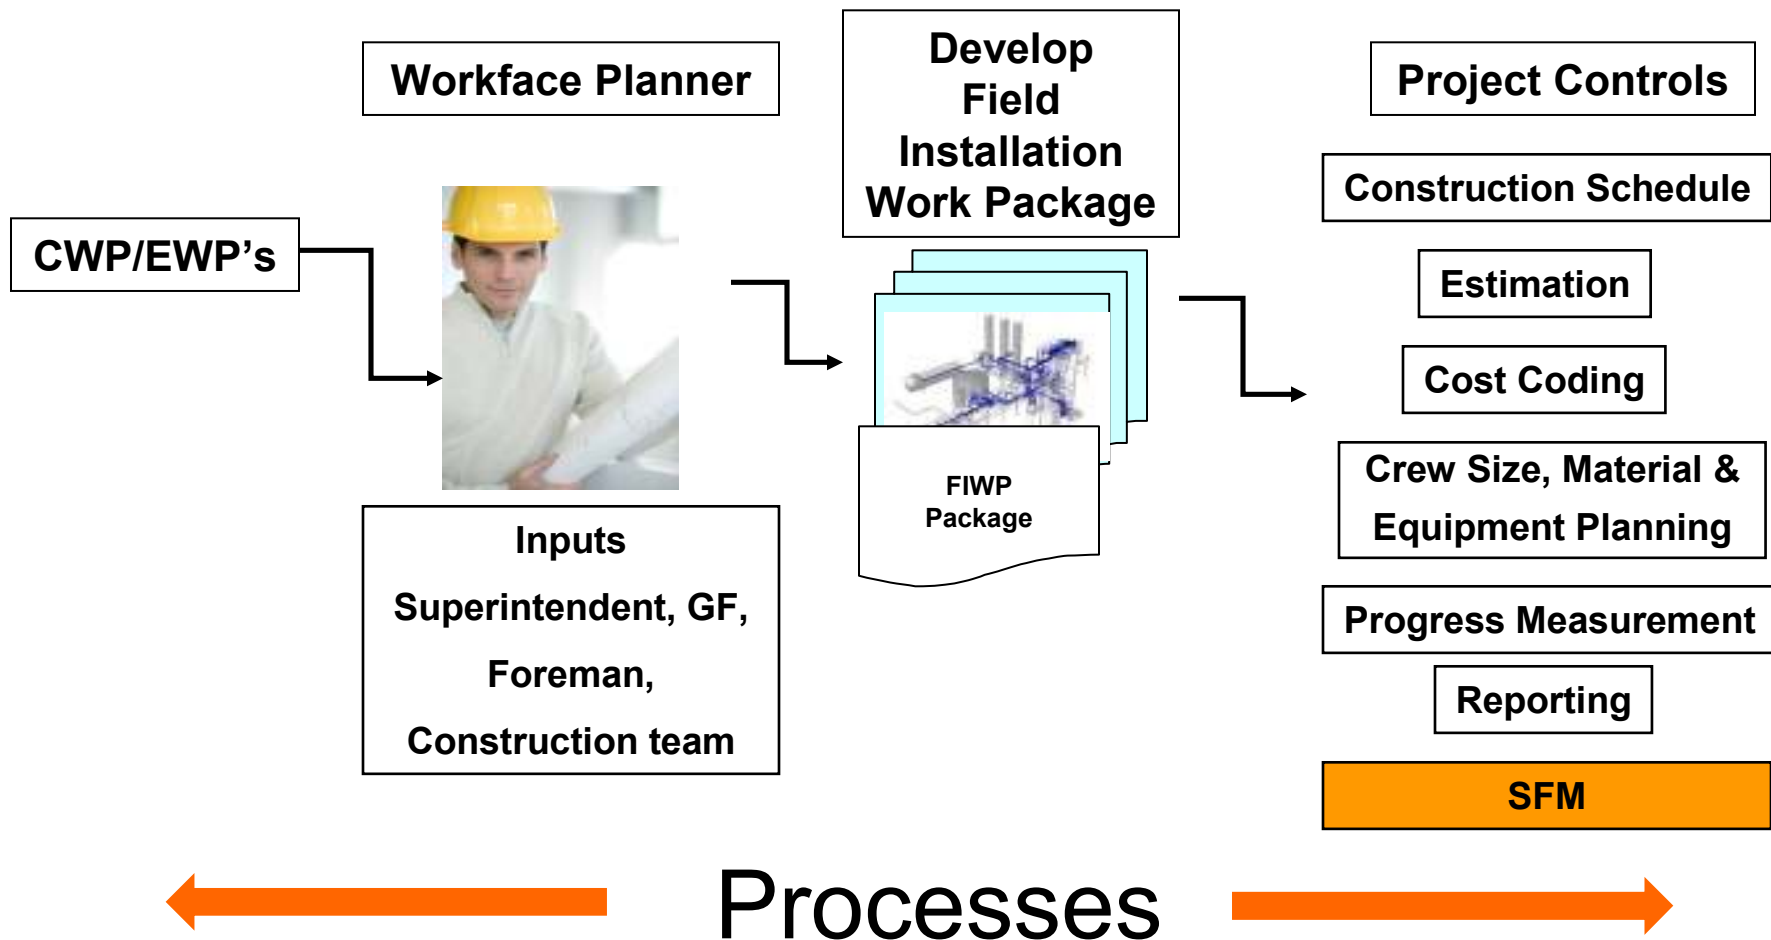 CWP/EWP’s
Workface Planner
Inputs
Superintendent, GF,
Foreman,
Construction team
Develop
Field
Installation
Work Package
FIWP
Package
Project Controls
Construction Schedule
Estimation
Cost Coding
Crew Size, Material &
Equipment Planning
Progress Measurement
Reporting
SFM
Processes